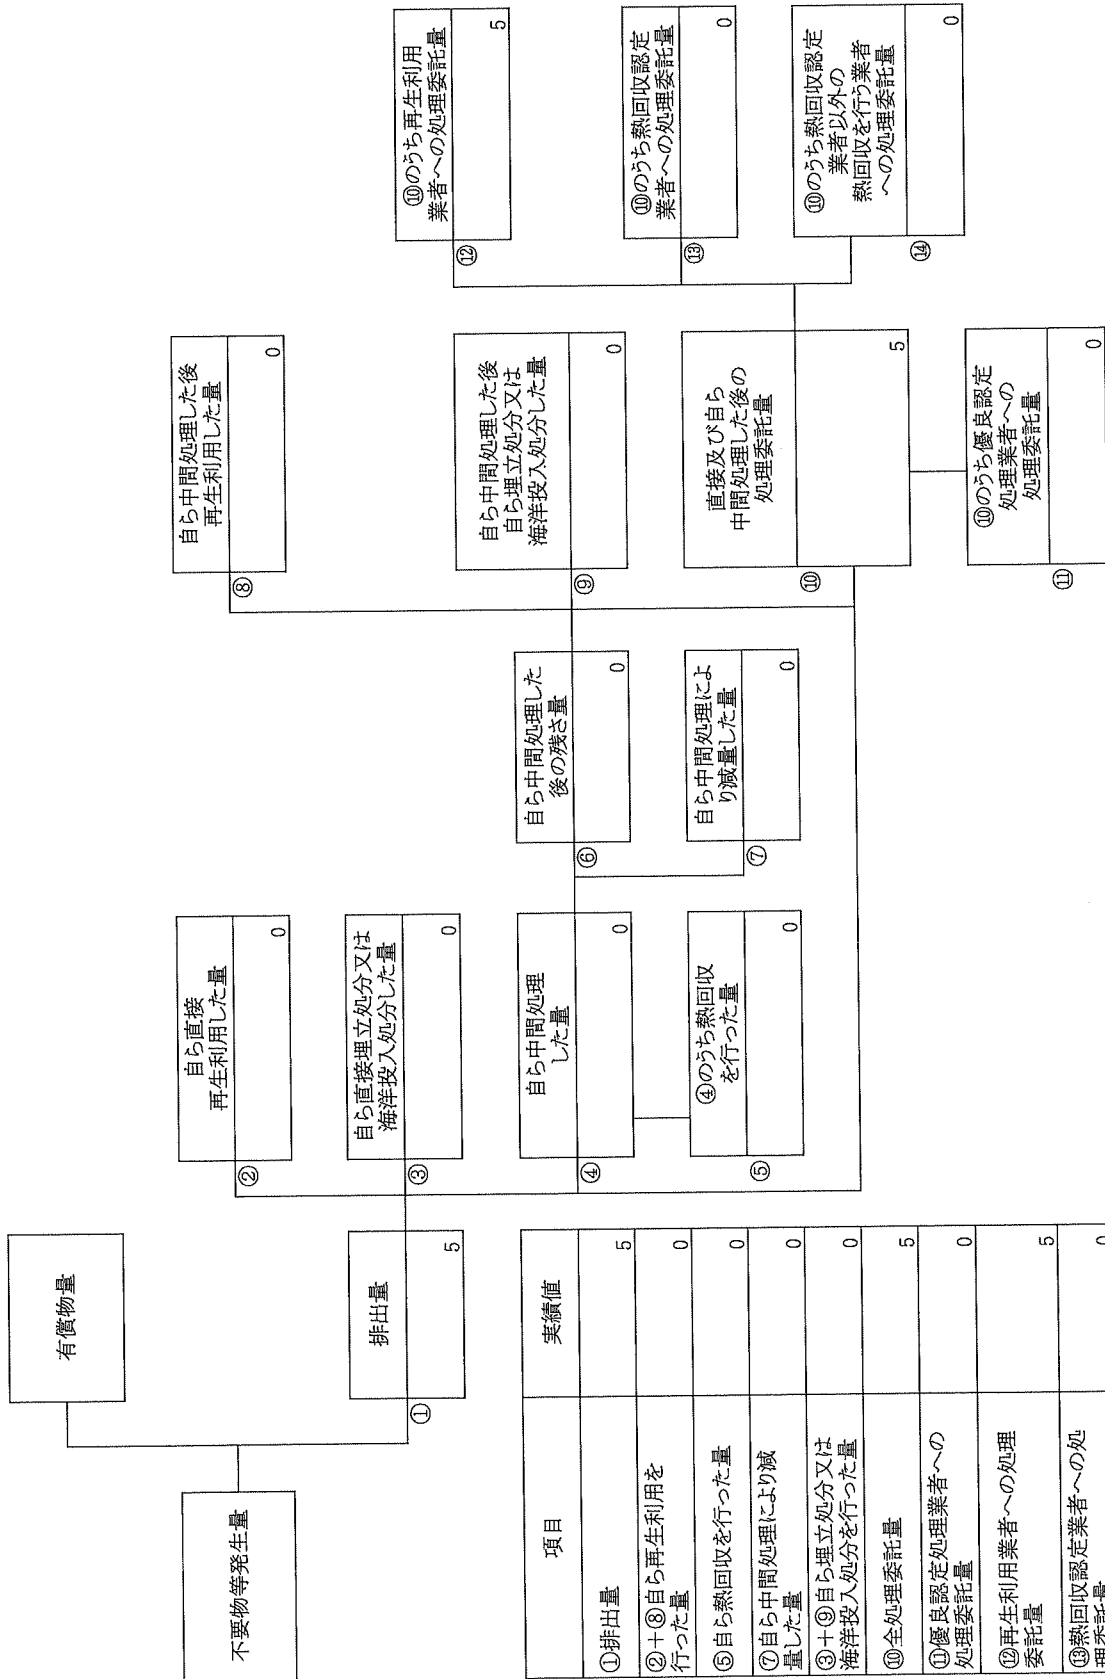 不要物等発生量
有償物量
排出量
①
5
自ら直接
再生利用した量
②
0
自ら直接埋立処分又は
海洋投入処分した量
③
0
自ら中間処理
した量
④
0
④のうち熱回収
を行った量
⑤
0
自ら中間処理した
後の残さ量
⑥
0
自ら中間処理によ
り減量した量
⑦
0
自ら中間処理した後
再生利用した量
⑧
0
自ら中間処理した後
自ら埋立処分又は
海洋投入処分した量
⑨
0
直接及び自ら
中間処理した後の
処理委託量
⑩
5
⑩のうち優良認定
処理業者への
処理委託量
⑪
0
⑩のうち再生利用
業者への処理委託量
⑫
5
⑩のうち熱回収認定
業者への処理委託量
⑬
0
⑩のうち熱回収認定
業者以外の
熱回収を行う業者
への処理委託量
⑭
0
項目 実績値
①排出量 5
②+⑧自ら再生利用を
行った量 0
⑤自ら熱回収を行った量 0
⑦自ら中間処理により減
量した量 0
③+⑨自ら埋立処分又は
海洋投入処分を行った量 0
⑩全処理委託量 5
⑪優良認定処理業者への
処理委託量 0
⑫再生利用業者への処理
委託量 5
⑬熱回収認定業者への処
理委託量 0